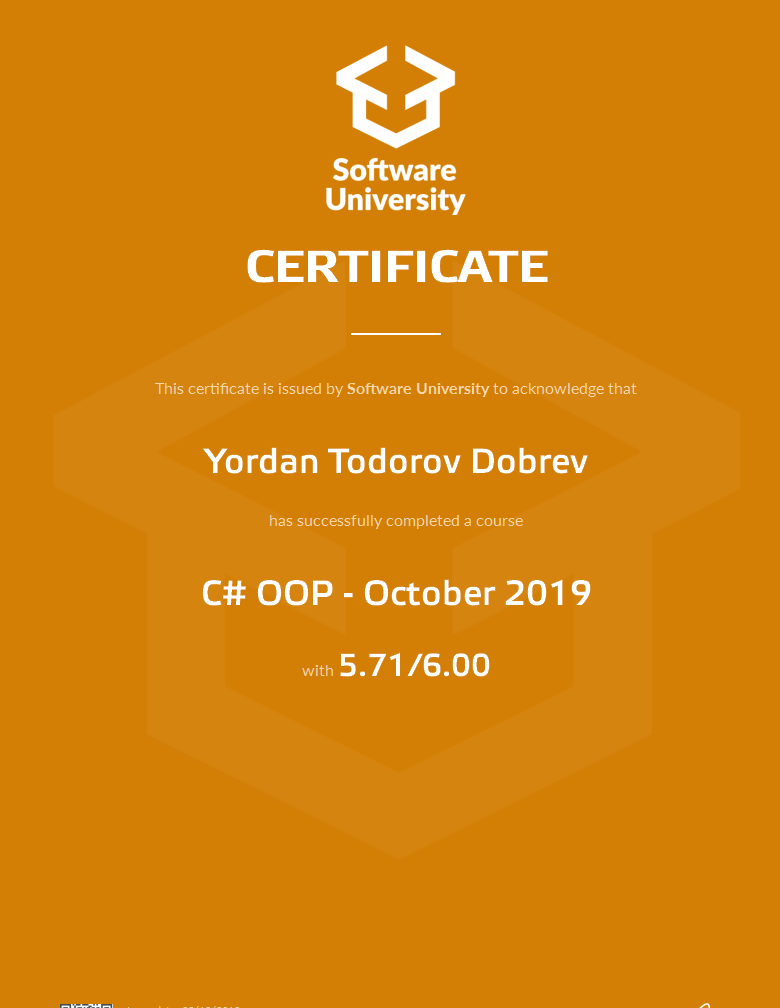 Software
University
CERTIFICATE
This certificate is issued by Software University to acknowledge that
Yordan Todorov Dobrev
has successfully completed a course
C# OOP - October 2019
with 5.71/6.00